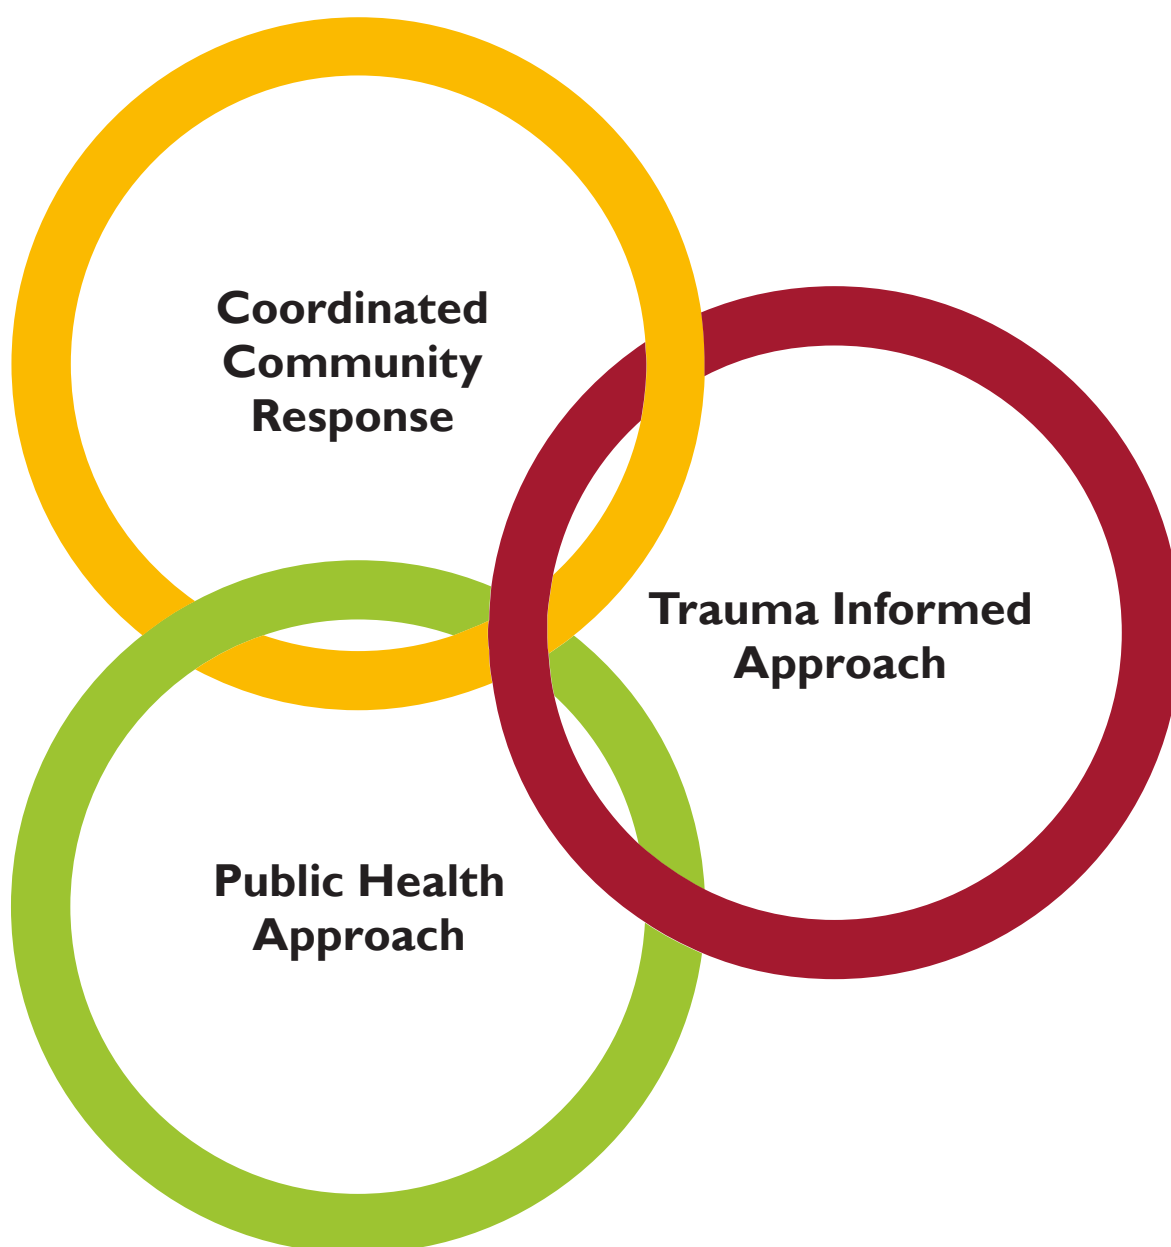 Coordinated
Community
Response
Trauma Informed
Approach
Public Health
Approach